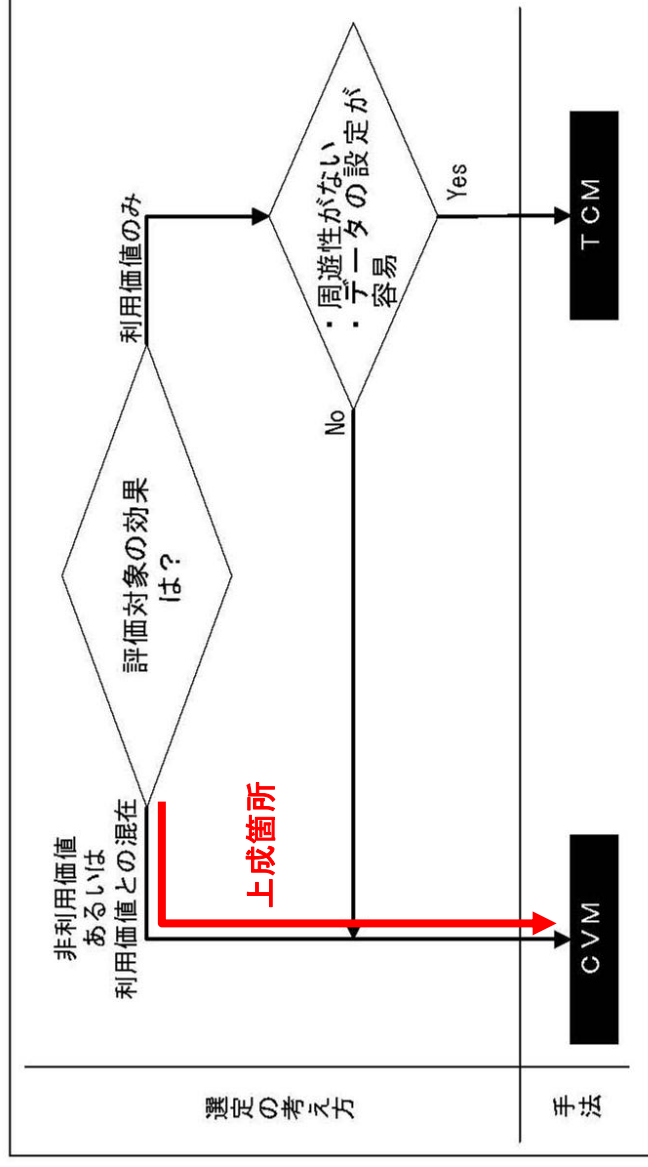 選定の考え方
手法
評価対象の効果
は？
非利用価値
あるいは
利用価値との混在
利用価値のみ
・周遊性がない
・データの設定が
容易
No
Yes
上成箇所
CVM
TCM